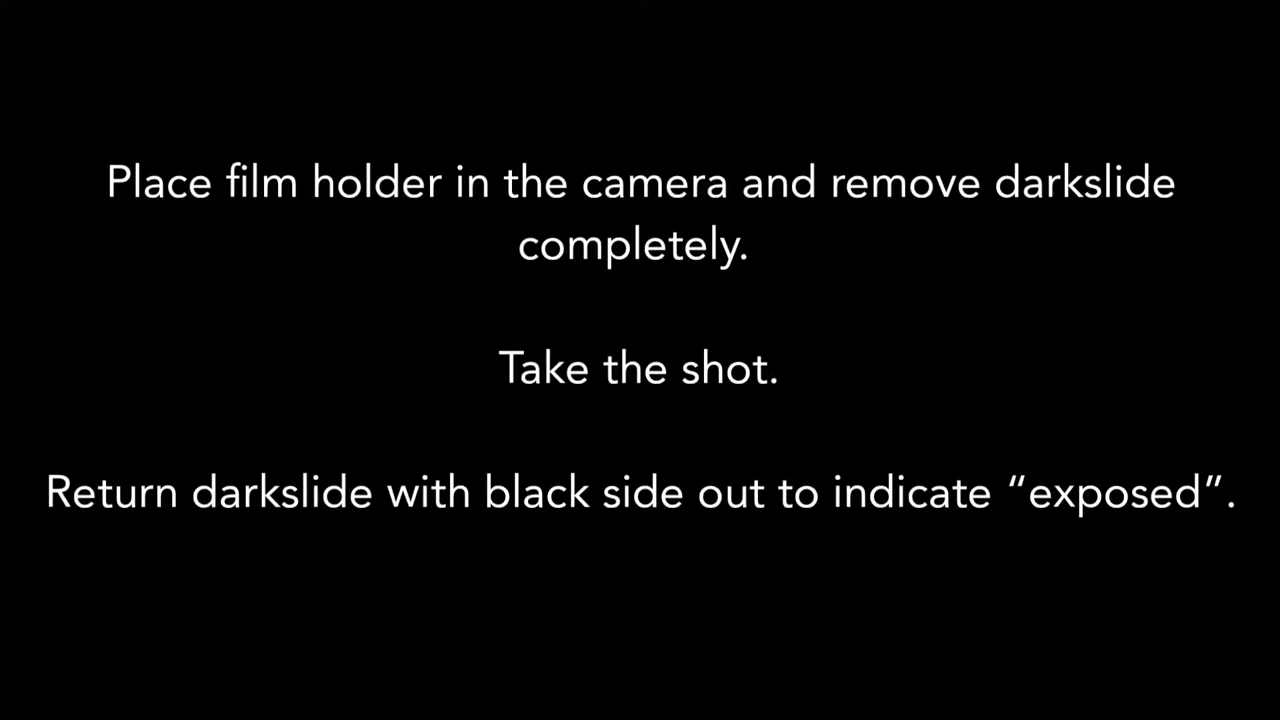 Place film holder in the camera and remove darkslide
completely.
Take the shot.
Return darkslide with black side out to indicate “exposed”.